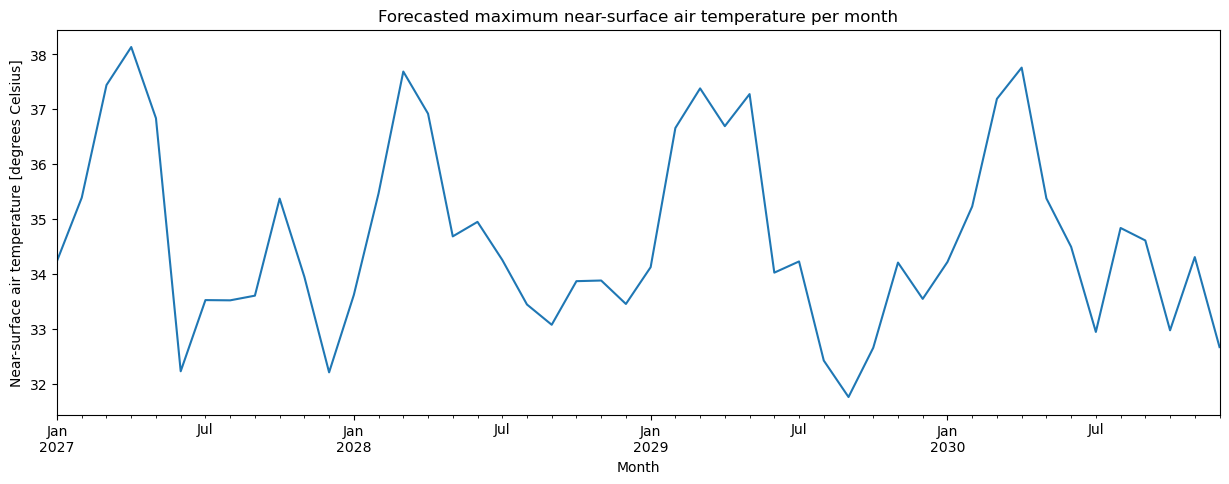 Forecasted maximum near-surface air temperature per month
Near-surface air temperature [degrees Celsius]
38
37
36
35
34
33
32
Jan
2027
Jul
Jan
2028
Jul
Jan
2029
Jul
Jan
2030
Jul
Month